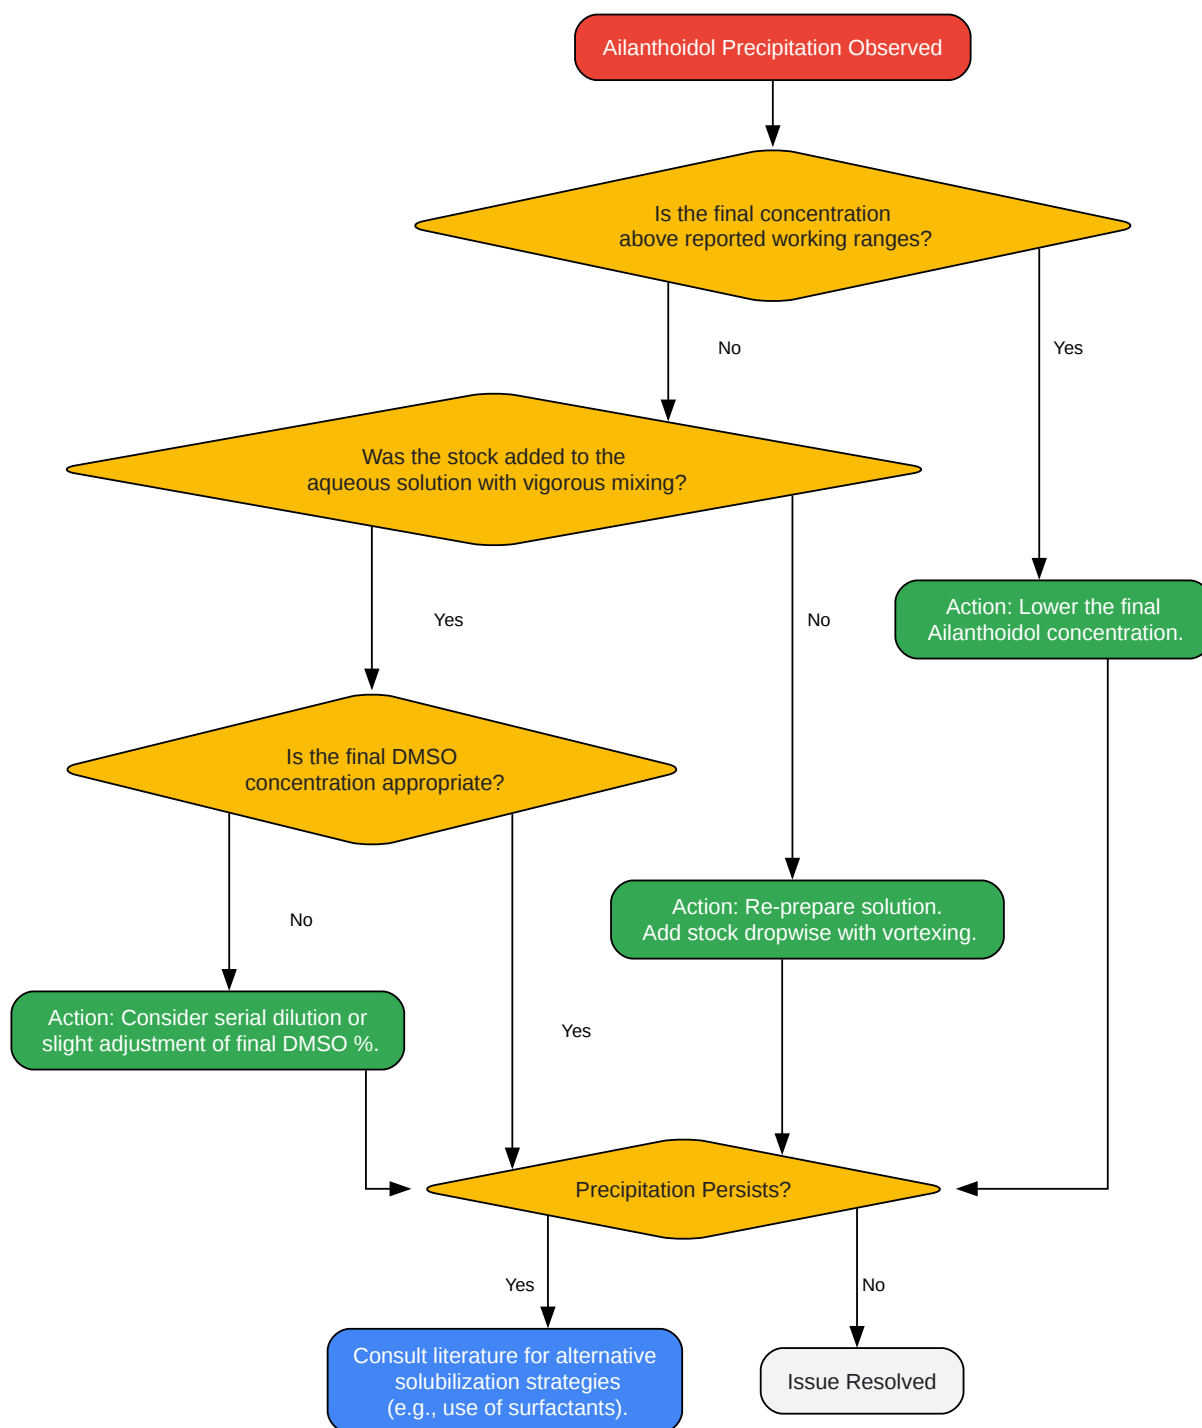 Ailanthoidol Precipitation Observed
Is the final concentration
above reported working ranges?
No
Yes
Was the stock added to the
aqueous solution with vigorous mixing?
Yes
No
Action: Lower the final
Ailanthoidol concentration.
Is the final DMSO
concentration appropriate?
No
Action: Re-prepare solution.
Add stock dropwise with vortexing.
Action: Consider serial dilution or
slight adjustment of final DMSO %.
Yes
Precipitation Persists?
Yes
No
Consult literature for alternative
solubilization strategies
(e.g., use of surfactants).
Issue Resolved